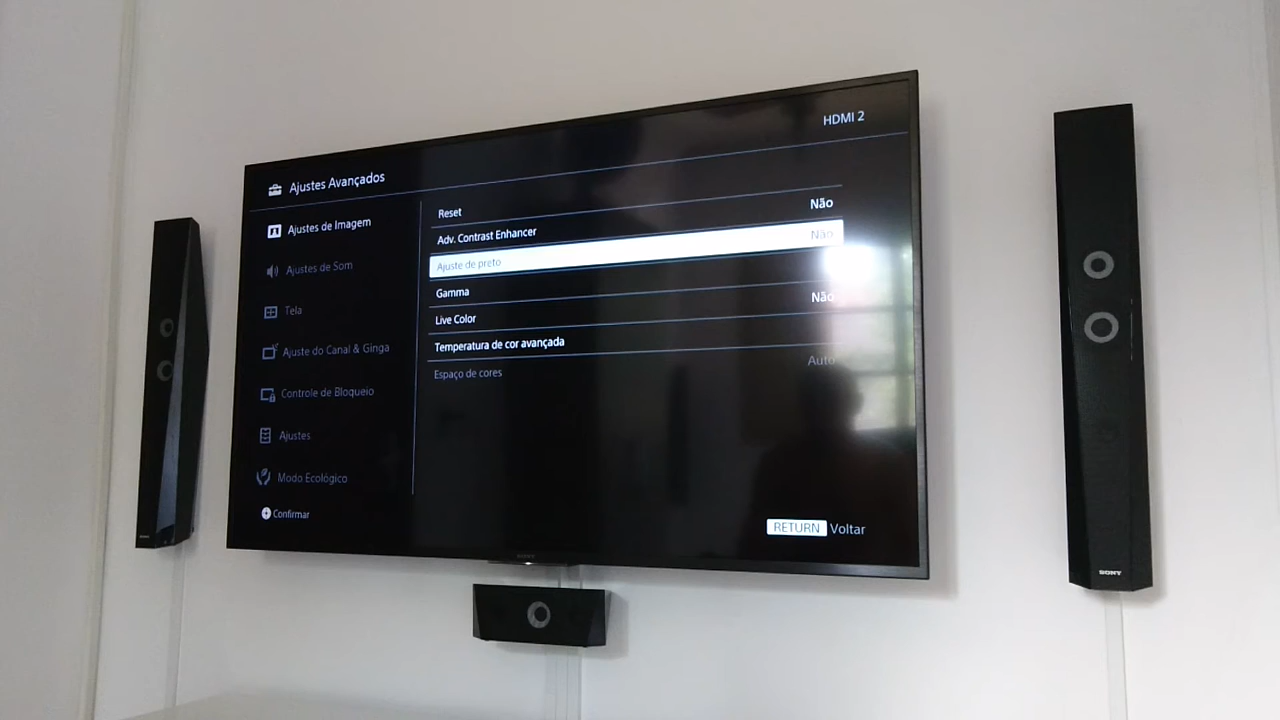 HDMI 2
Ajustes Avançados
Ajustes de Imagem
Ajustes de Som
Tela
Ajuste do Canal & Ginga
Controle de Bloqueio
Ajustes
Modo Ecológico
Confirmar
Reset
Adv. Contrast Enhancer Não
Ajuste de preto Não
Gamma
Live Color Não
Temperatura de cor avançada
Espaço de cores Auto
RETURN Voltar
SONY
SONY
SONY